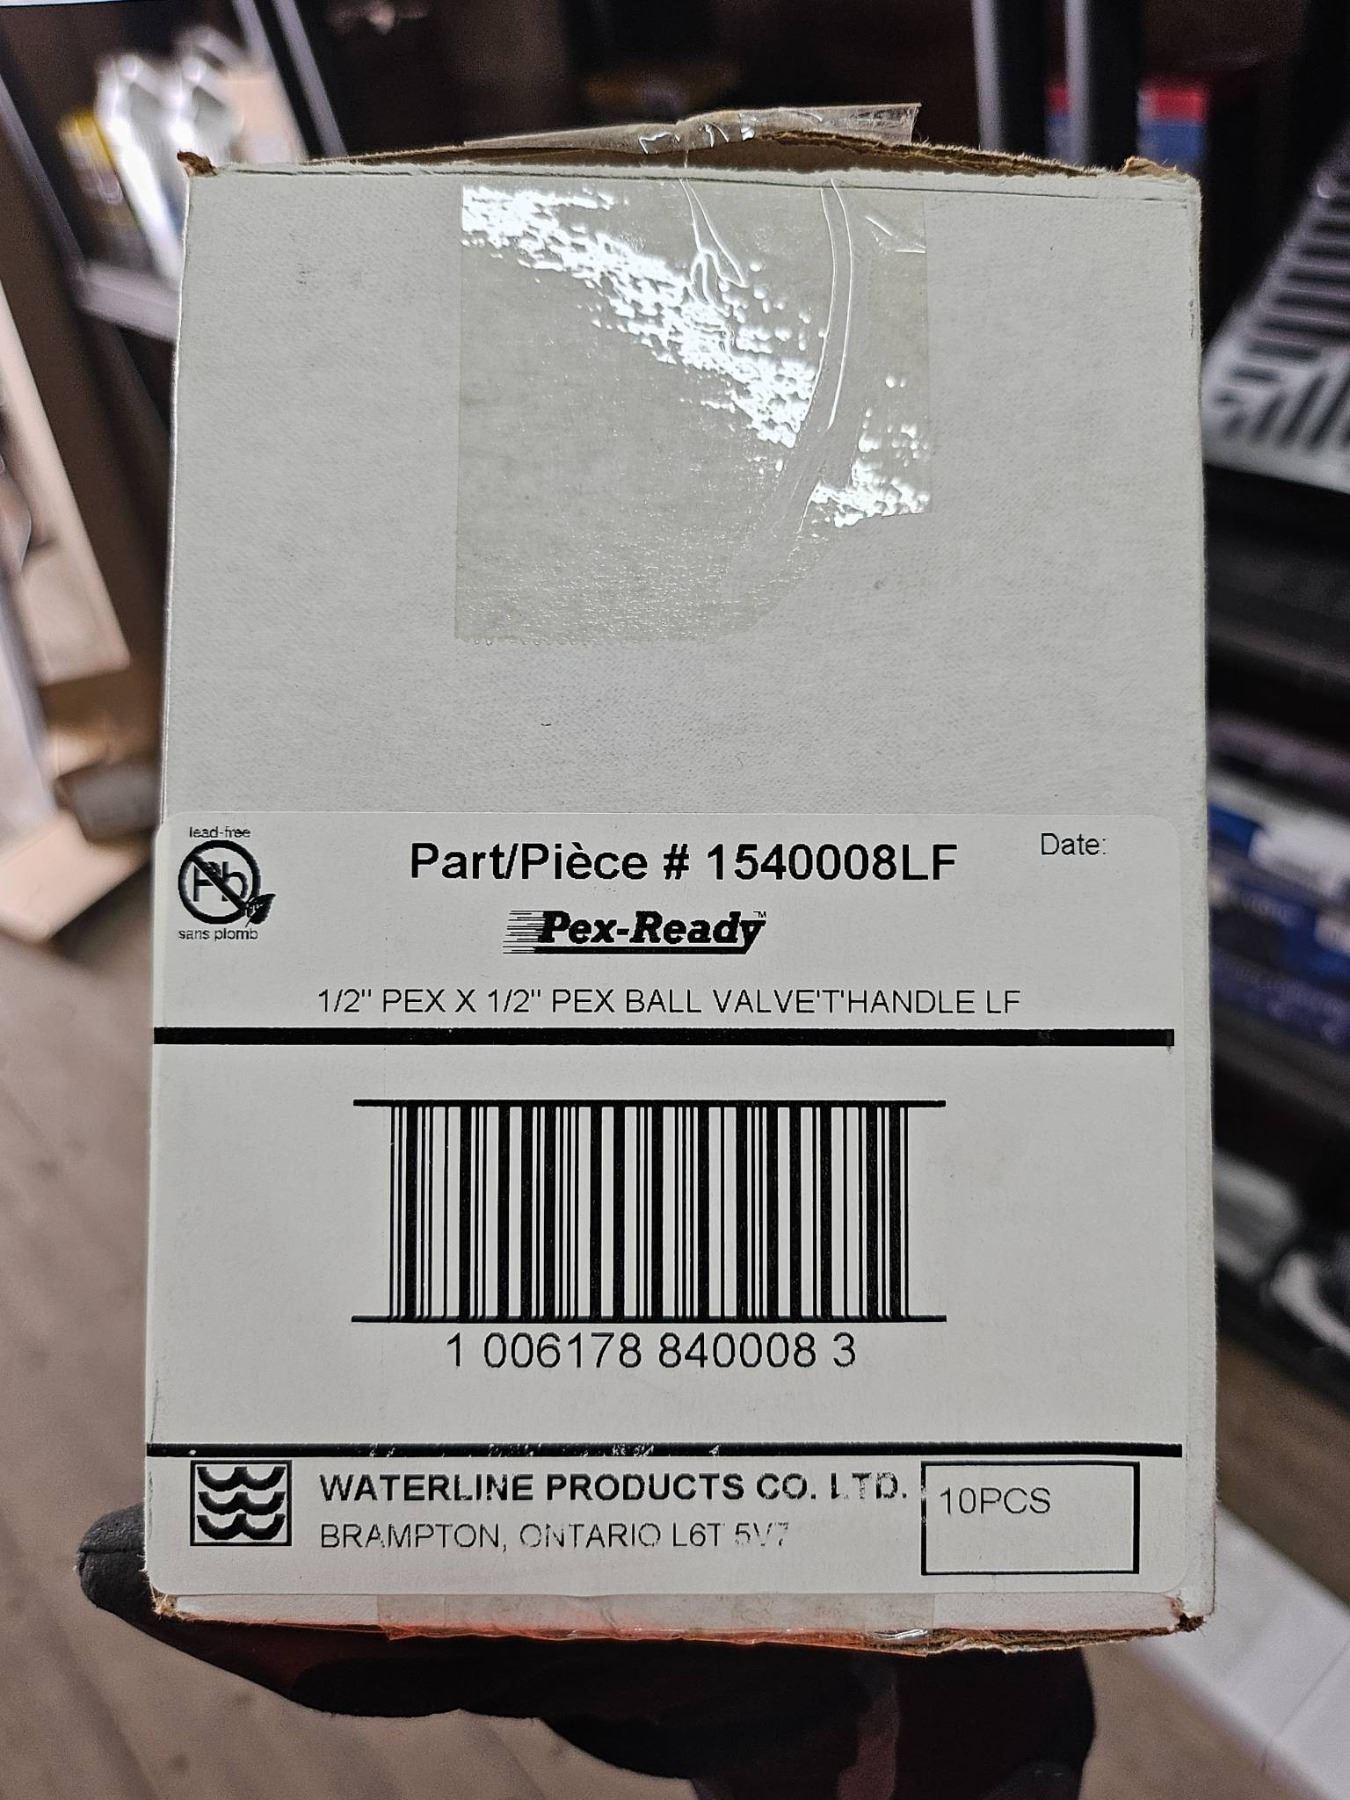 lead-free
Pb
sans plomb
Part/Pièce # 1540008LF
Date:
Pex-Ready™
1/2" PEX X 1/2" PEX BALL VALVE'T'HANDLE LF
1 006178 840008 3
WATERLINE PRODUCTS CO. LTD.
BRAMPTON, ONTARIO L6T 5V7
10PCS